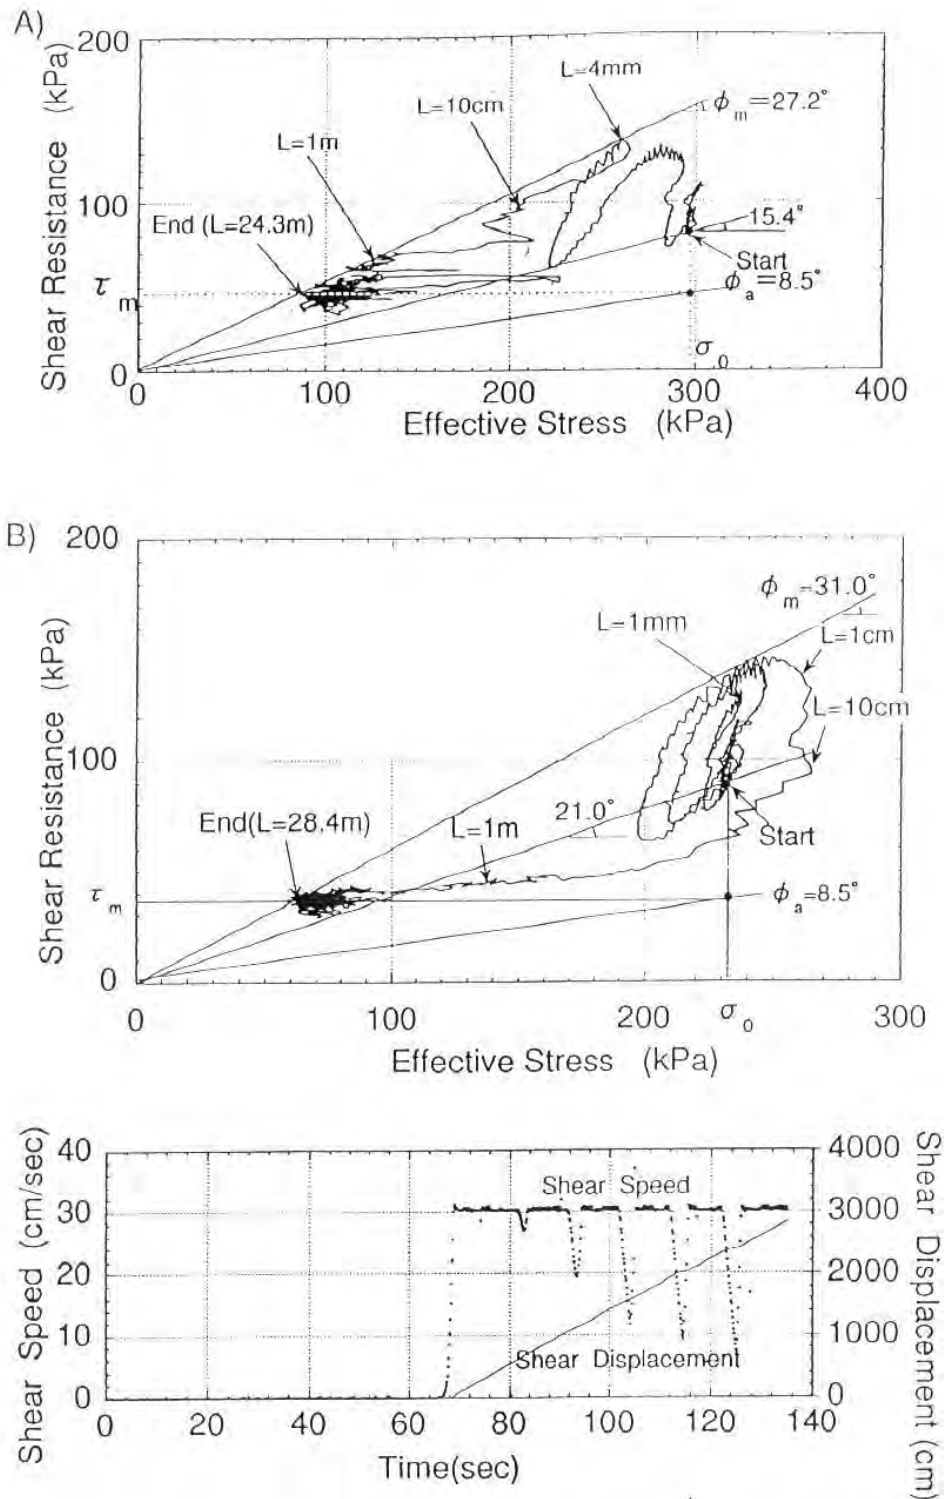 A)
200
100
0
Shear Resistance (kPa)
τm
L=4mm
L=10cm
L=1m
End (L=24.3m)
ϕm=27.2°
15.4°
Start
ϕa=8.5°
σ0
0 100 200 300 400
Effective Stress (kPa)
B)
200
100
0
Shear Resistance (kPa)
τm
ϕm=31.0°
L=1mm
L=1cm
L=10cm
End(L=28.4m)
L=1m
21.0°
Start
ϕa=8.5°
0 100 200 σ0 300
Effective Stress (kPa)
40
30
20
10
0
Shear Speed (cm/sec)
Shear Speed
Shear Displacement
4000
3000
2000
1000
0
Shear Displacement (cm)
0 20 40 60 80 100 120 140
Time(sec)